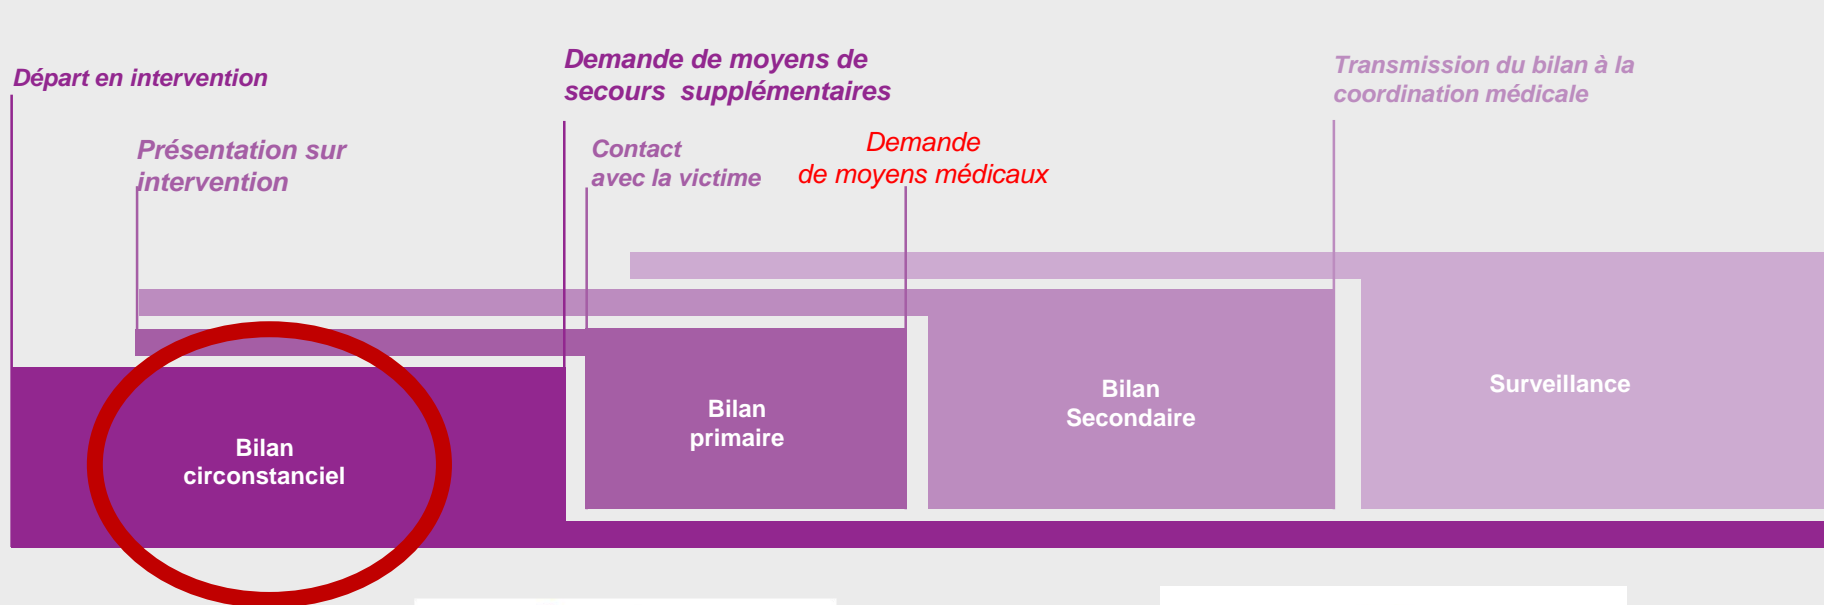 Départ en intervention
Demande de moyens de
secours supplémentaires
Transmission du bilan à la
coordination médicale
Présentation sur
intervention
Contact
avec la victime
Demande
de moyens médicaux
Bilan
circonstanciel
Bilan
primaire
Bilan
Secondaire
Surveillance